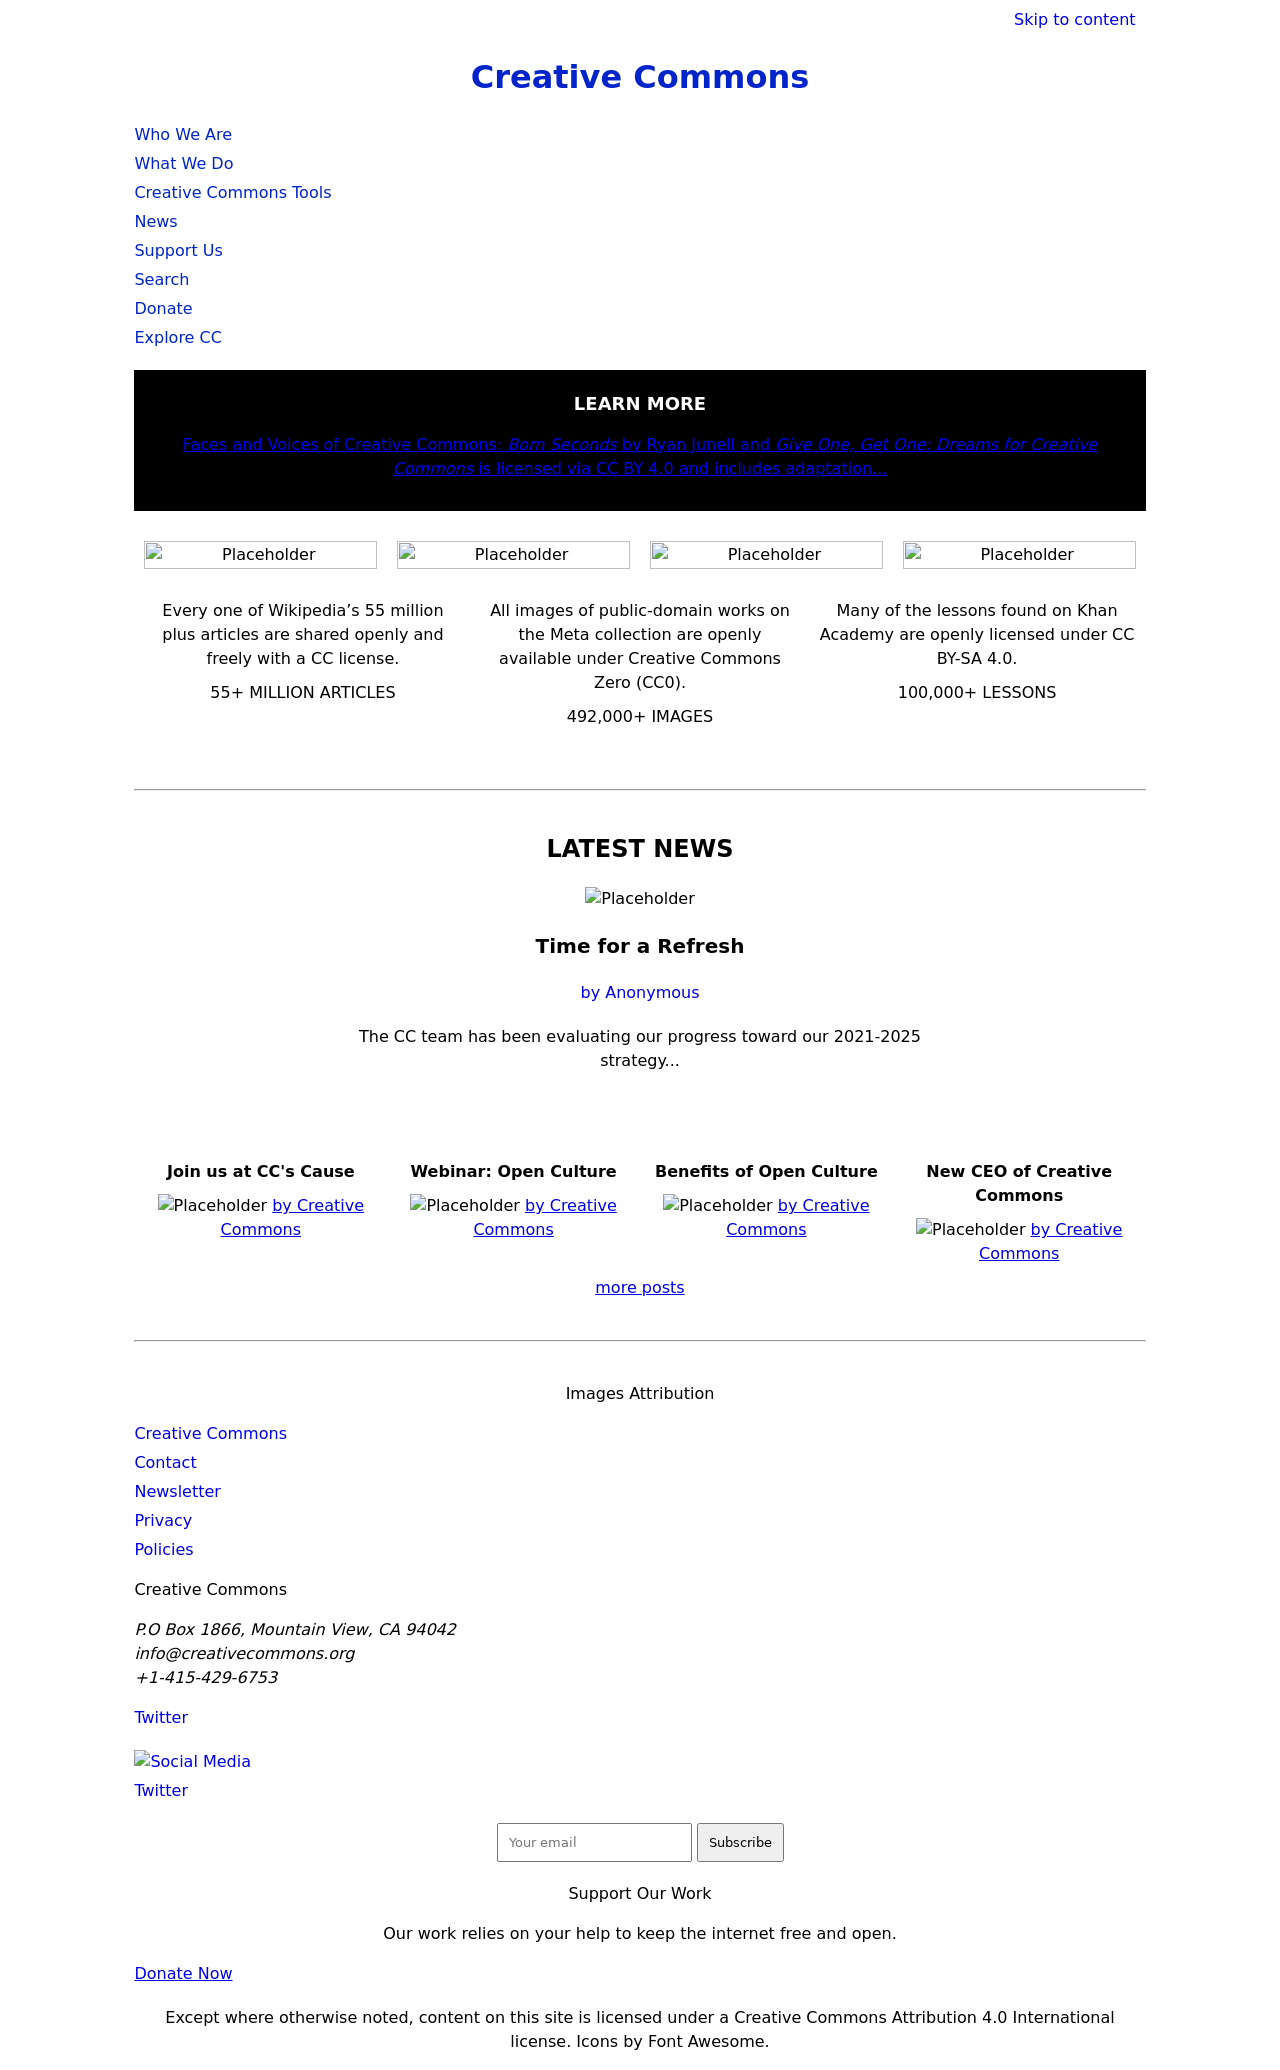 Skip to content
Creative Commons
Who We Are
What We Do
Creative Commons Tools
News
Support Us
Search
Donate
Explore CC
LEARN MORE
Faces and Voices of Creative Commons: Born Seconds by Ryan Junell and Give One, Get One: Dreams for Creative
Commons is licensed via CC BY 4.0 and includes adaptation...
Placeholder Placeholder Placeholder Placeholder
Every one of Wikipedia’s 55 million
plus articles are shared openly and
freely with a CC license.
55+ MILLION ARTICLES
All images of public-domain works on
the Meta collection are openly
available under Creative Commons
Zero (CC0).
492,000+ IMAGES
Many of the lessons found on Khan
Academy are openly licensed under CC
BY-SA 4.0.
100,000+ LESSONS
LATEST NEWS
Placeholder
Time for a Refresh
by Anonymous
The CC team has been evaluating our progress toward our 2021-2025
strategy...
Join us at CC's Cause
Placeholder by Creative
Commons
Webinar: Open Culture
Placeholder by Creative
Commons
Benefits of Open Culture
Placeholder by Creative
Commons
New CEO of Creative
Commons
Placeholder by Creative
Commons
more posts
Images Attribution
Creative Commons
Contact
Newsletter
Privacy
Policies
Creative Commons
P.O Box 1866, Mountain View, CA 94042
info@creativecommons.org
+1-415-429-6753
Twitter
Social Media
Twitter
Your email Subscribe
Support Our Work
Our work relies on your help to keep the internet free and open.
Donate Now
Except where otherwise noted, content on this site is licensed under a Creative Commons Attribution 4.0 International
license. Icons by Font Awesome.